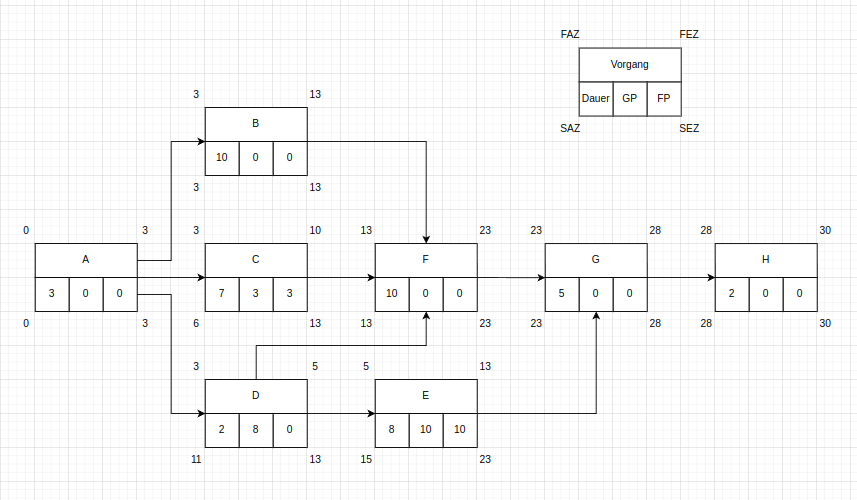 FAZ FEZ
Vorgang
Dauer GP FP
SAZ SEZ
3 13
B
10 0 0
3 13
0 3
A
3 0 0
0 3
3 10
C
7 3 3
6 13
13 23
F
10 0 0
13 23
23 28
G
5 0 0
23 28
28 30
H
2 0 0
28 30
3 5
D
2 8 0
11 13
5 13
E
8 10 10
15 23